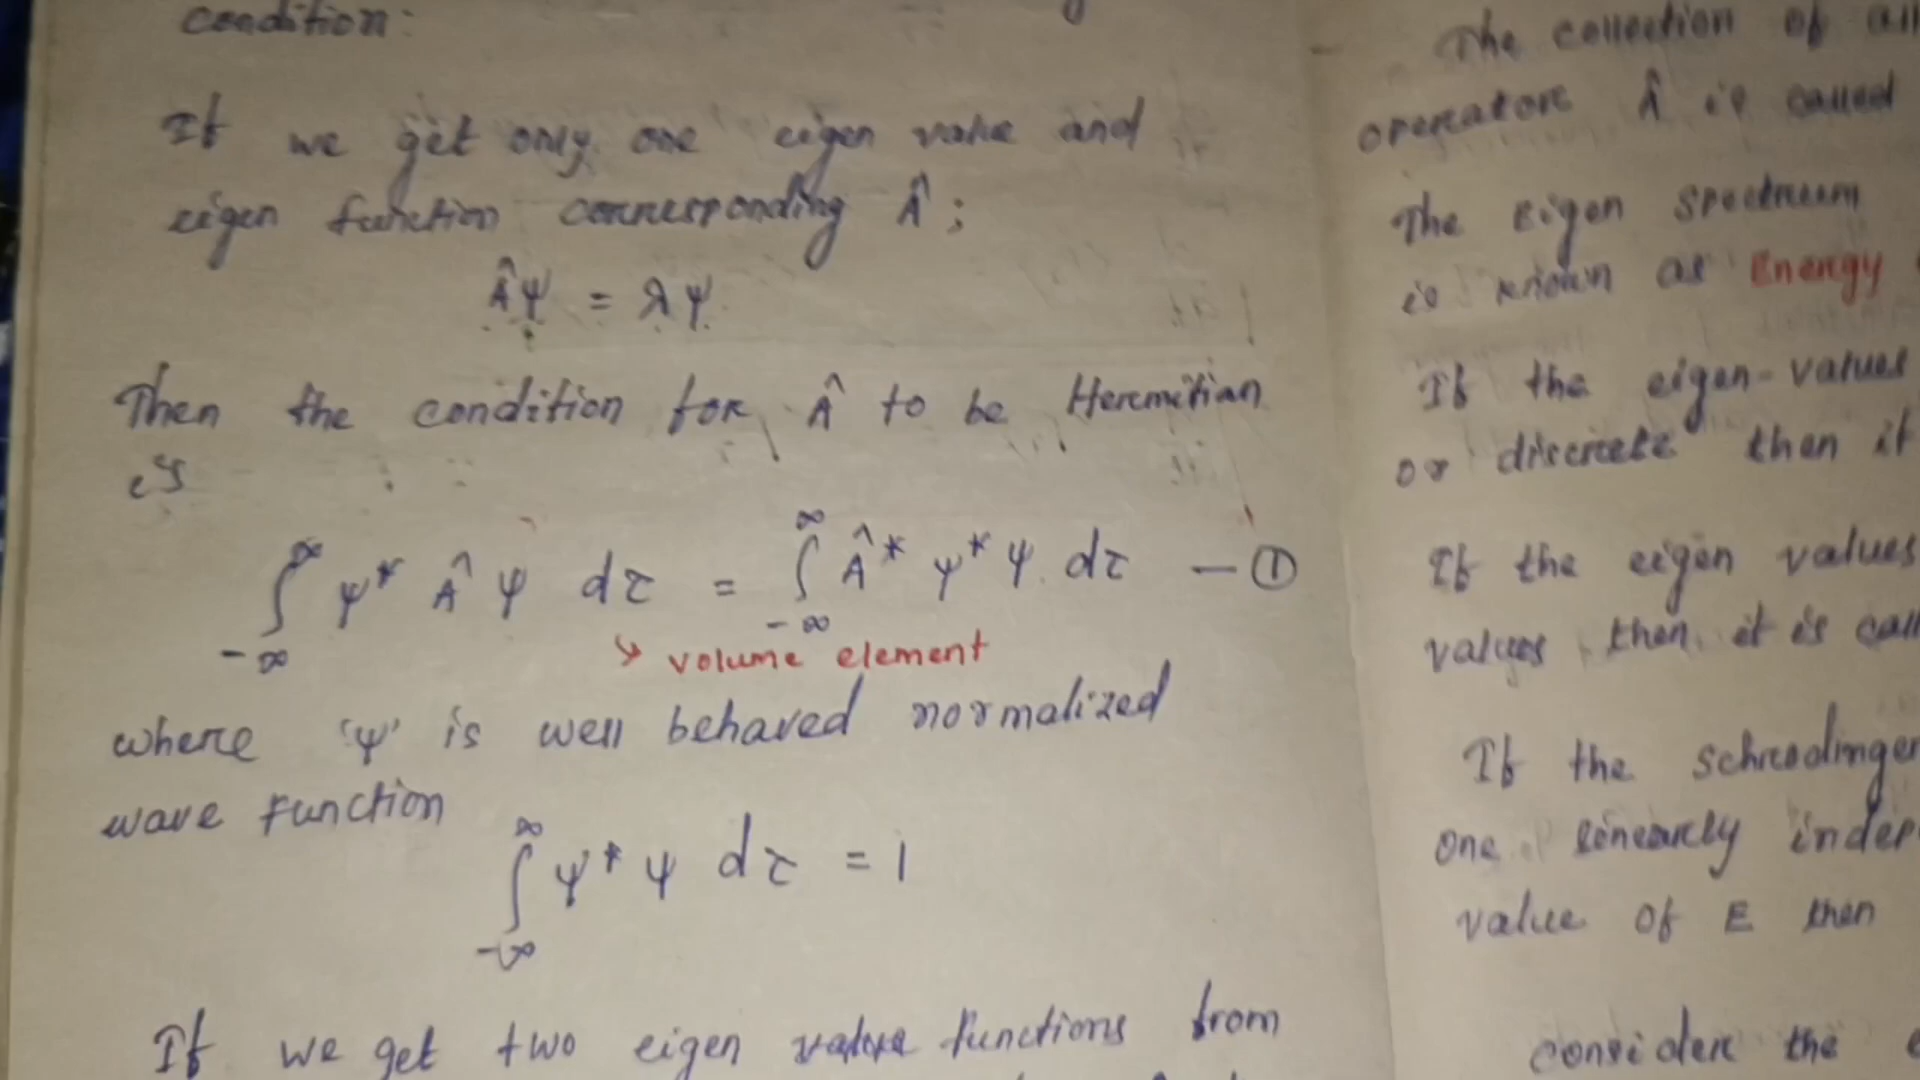 condition:
If we get only one eigen value and
eigen function corresponding Â ;
Âψ = λψ
Then the condition for Â to be Hermitian
is
∫_{-∞}^{∞} ψ* Â ψ dτ = ∫_{-∞}^{∞} Â* ψ* ψ dτ — ①
↘ volume element
where 'ψ' is well behaved normalized
wave function
∫_{-∞}^{∞} ψ* ψ dτ = 1
If we get two eigen functions from
The collection of all
operator Â is called
The Eigen spectrum
is known as Energy
If the eigen-values
or discrete then it
If the eigen values
values then it is call
If the schrodinger
one linearly indep
value of E then
consider the